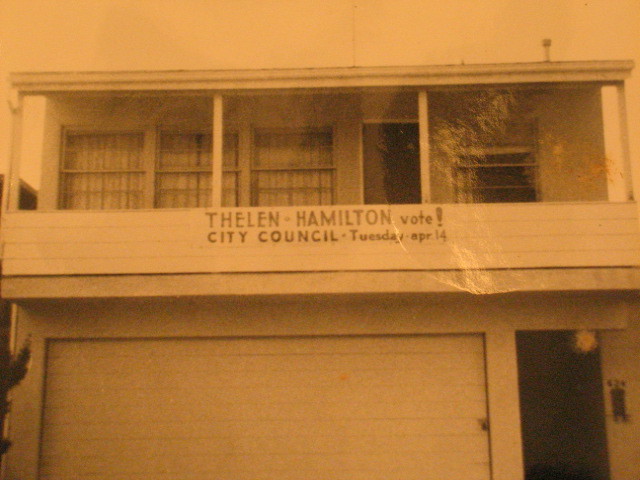 THELEN - HAMILTON vote!
CITY COUNCIL - Tuesday - apr. 14